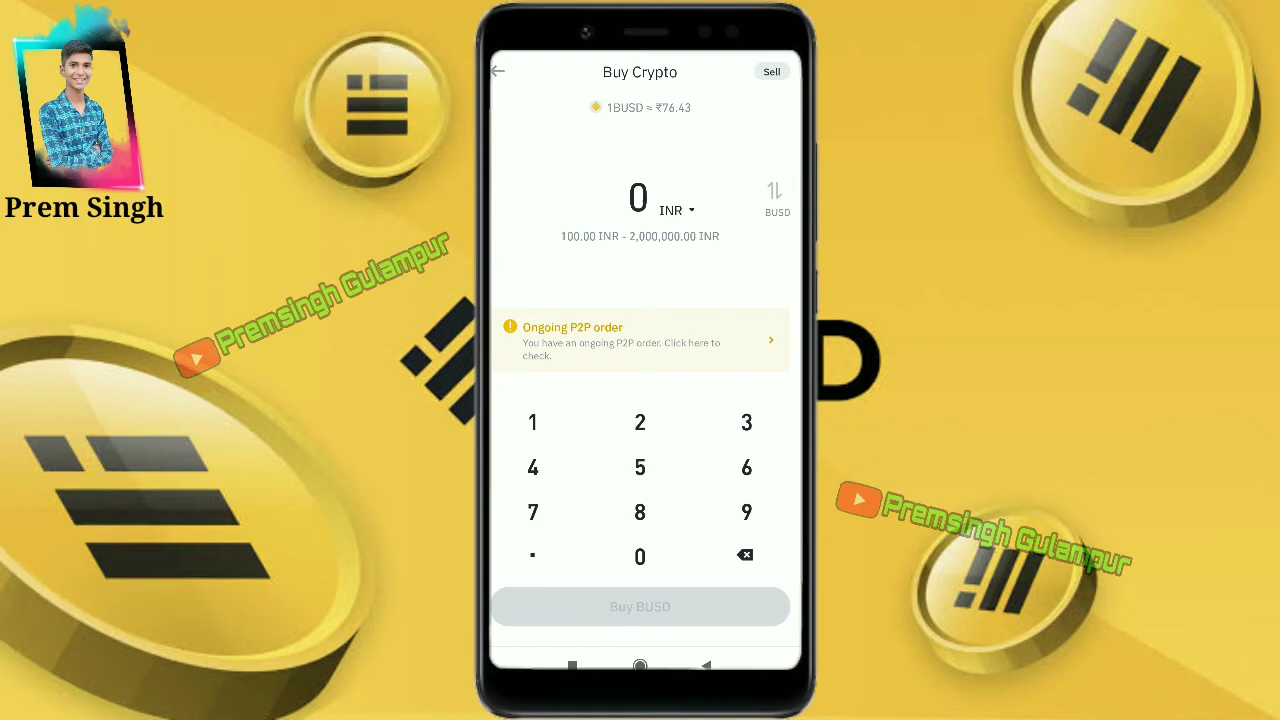 Prem Singh
Premsingh Gulampur
Buy Crypto
Sell
1BUSD ≈ ₹76.43
0 INR
BUSD
100.00 INR - 2,000,000.00 INR
Ongoing P2P order
You have an ongoing P2P order. Click here to
check.
1 2 3
4 5 6
7 8 9
. 0
Buy BUSD
D
Premsingh Gulampur